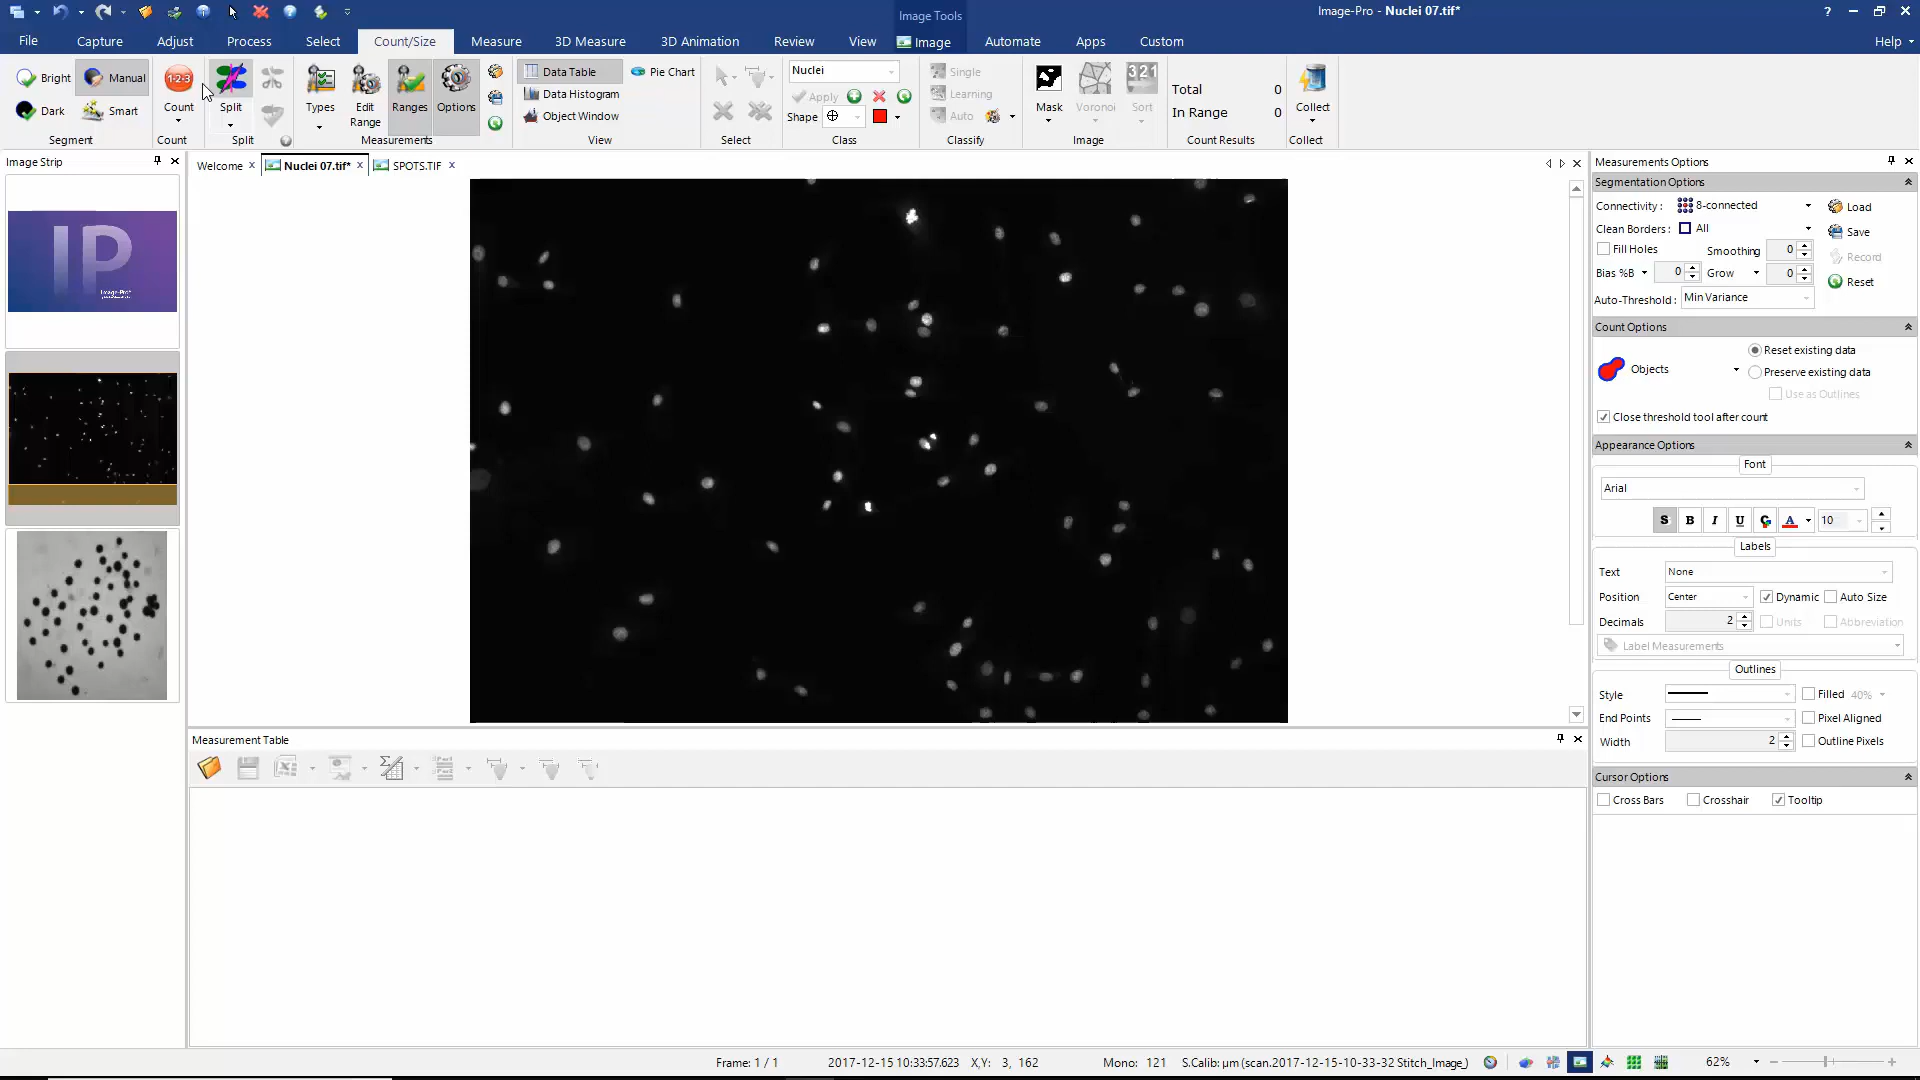 Image Tools
Image-Pro - Nuclei 07.tif*
?
File
Capture
Adjust
Process
Select
Count/Size
Measure
3D Measure
3D Animation
Review
View
Image
Automate
Apps
Custom
Help
Bright
Manual
Dark
Smart
Segment
1-2-3
Count
Count
Split
Split
Types
Edit
Range
Ranges
Options
Measurements
Data Table
Pie Chart
Data Histogram
Object Window
View
Select
Nuclei
Apply
Shape
Class
Single
Learning
Auto
Classify
Mask
Voronoi
321
Sort
Image
Total 0
In Range 0
Count Results
Collect
Collect
Image Strip
Welcome
Nuclei 07.tif*
SPOTS.TIF
IP
Image-Pro
Measurements Options
Segmentation Options
Connectivity : 8-connected
Load
Clean Borders : All
Save
Fill Holes
Smoothing 0
Record
Bias %B 0
Grow 0
Reset
Auto-Threshold : Min Variance
Count Options
Objects
Reset existing data
Preserve existing data
Use as Outlines
Close threshold tool after count
Appearance Options
Font
Arial
S B I U A 10
Labels
Text None
Position Center
Dynamic
Auto Size
Decimals 2
Units
Abbreviation
Label Measurements
Outlines
Style
Filled 40%
End Points
Pixel Aligned
Width 2
Outline Pixels
Cursor Options
Cross Bars
Crosshair
Tooltip
Measurement Table
Frame: 1 / 1
2017-12-15 10:33:57.623
X,Y: 3, 162
Mono: 121
S.Calib: µm (scan.2017-12-15-10-33-32 Stitch_Image_)
62%